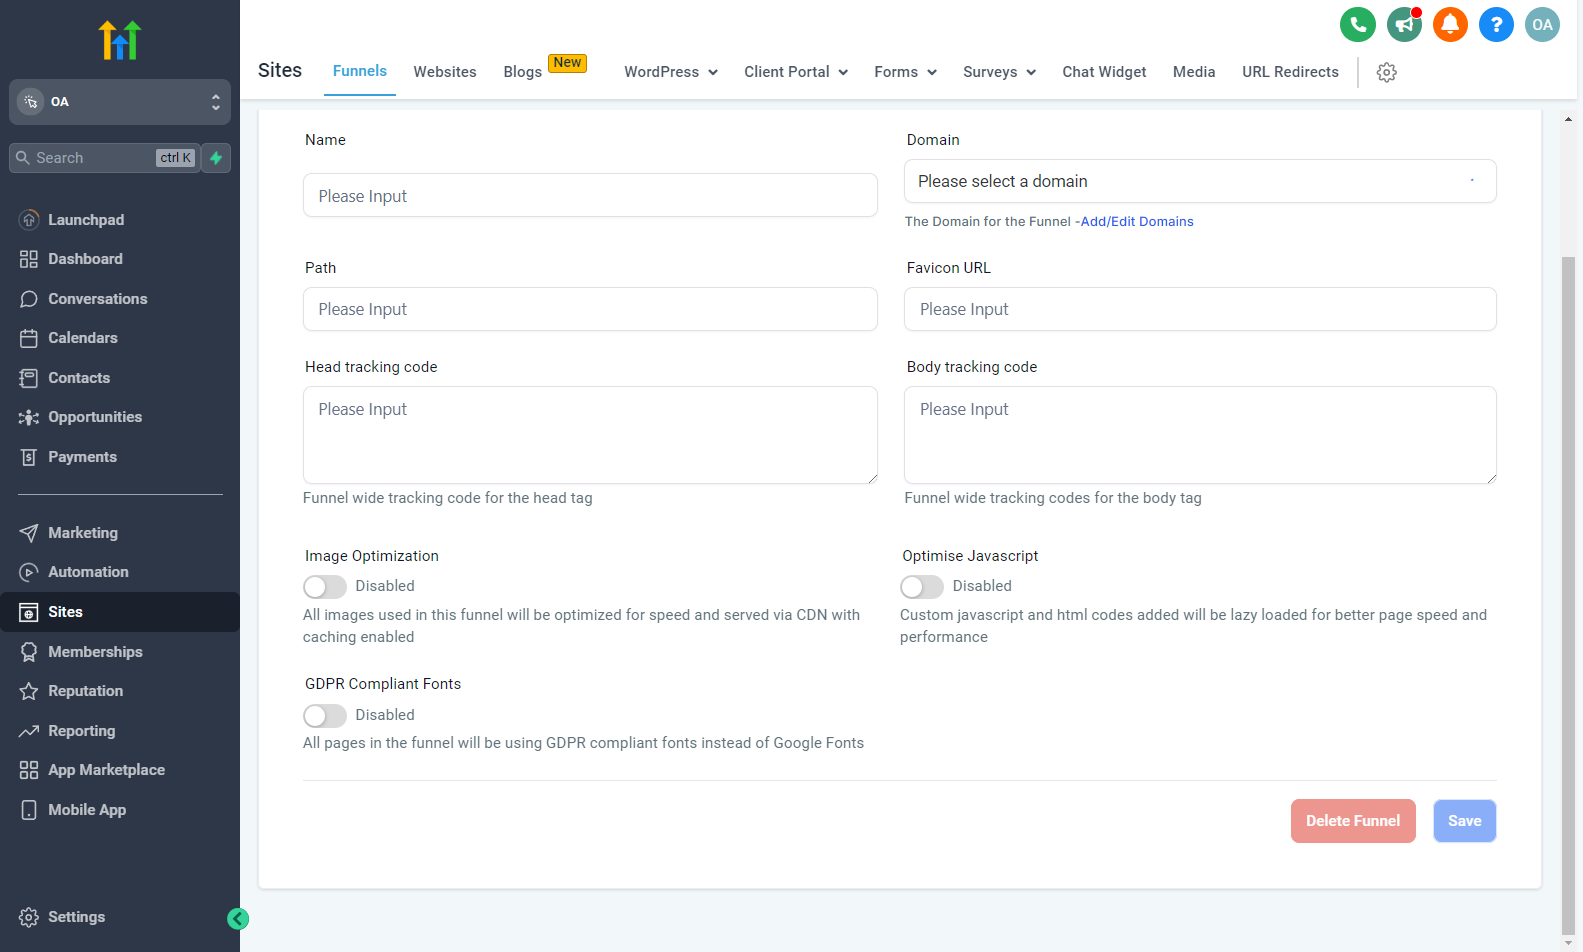 OA
Search
ctrl K
Launchpad
Dashboard
Conversations
Calendars
Contacts
Opportunities
Payments
Marketing
Automation
Sites
Memberships
Reputation
Reporting
App Marketplace
Mobile App
Settings
?
OA
Sites
Funnels
Websites
Blogs
New
WordPress
Client Portal
Forms
Surveys
Chat Widget
Media
URL Redirects
Name
Please Input
Domain
Please select a domain
The Domain for the Funnel -Add/Edit Domains
Path
Please Input
Favicon URL
Please Input
Head tracking code
Please Input
Funnel wide tracking code for the head tag
Body tracking code
Please Input
Funnel wide tracking codes for the body tag
Image Optimization
Disabled
All images used in this funnel will be optimized for speed and served via CDN with
caching enabled
Optimise Javascript
Disabled
Custom javascript and html codes added will be lazy loaded for better page speed and
performance
GDPR Compliant Fonts
Disabled
All pages in the funnel will be using GDPR compliant fonts instead of Google Fonts
Delete Funnel
Save